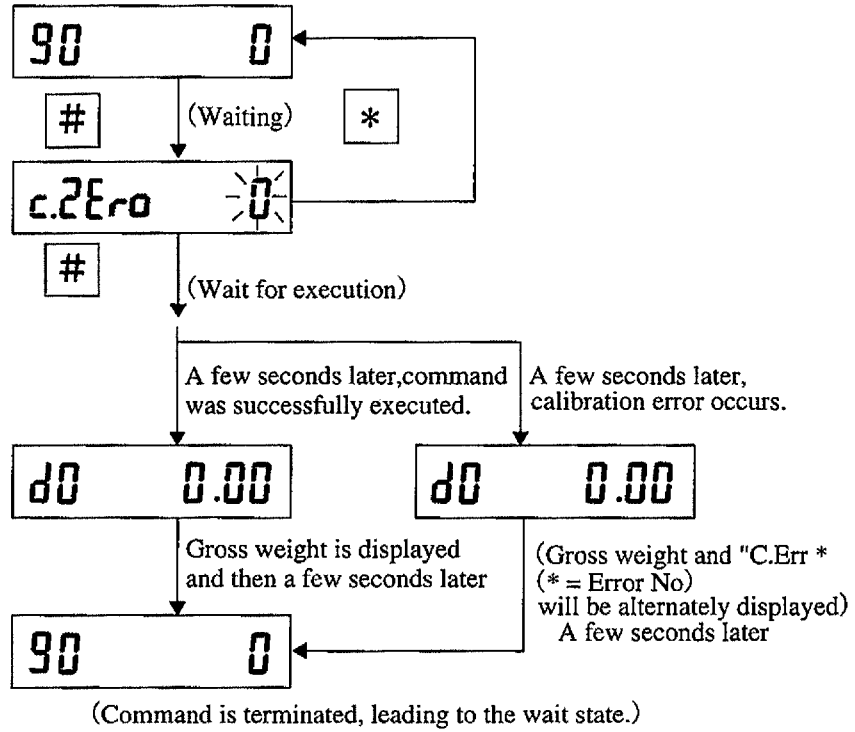 90 0
# (Waiting) *
c.2Ero 0
# (Wait for execution)
A few seconds later,command
was successfully executed.
A few seconds later,
calibration error occurs.
d0 0.00
d0 0.00
Gross weight is displayed
and then a few seconds later
(Gross weight and "C.Err *
(* = Error No)
will be alternately displayed)
A few seconds later
90 0
(Command is terminated, leading to the wait state.)